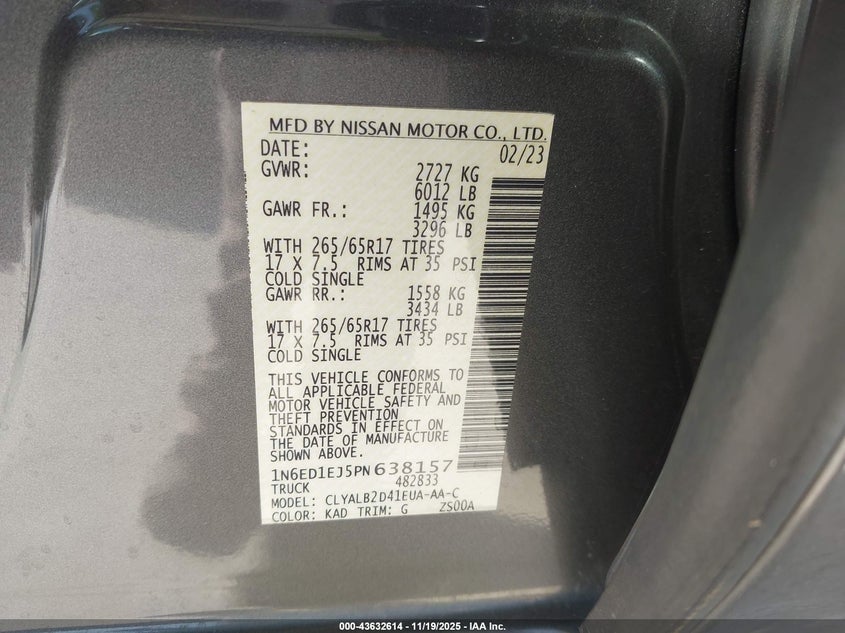 MFD BY NISSAN MOTOR CO., LTD.
DATE: 02/23
GVWR: 2727 KG
6012 LB
GAWR FR.: 1495 KG
3296 LB
WITH 265/65R17 TIRES
17 X 7.5 RIMS AT 35 PSI
COLD SINGLE
GAWR RR.: 1558 KG
3434 LB
WITH 265/65R17 TIRES
17 X 7.5 RIMS AT 35 PSI
COLD SINGLE
THIS VEHICLE CONFORMS TO
ALL APPLICABLE FEDERAL
MOTOR VEHICLE SAFETY AND
THEFT PREVENTION
STANDARDS IN EFFECT ON
THE DATE OF MANUFACTURE
SHOWN ABOVE.
1N6ED1EJ5PN638157
TRUCK 482833
MODEL: CLYALB2D41EUA-AA-C
COLOR: KAD TRIM: G ZS00A
000-43632614 - 11/19/2025 - IAA Inc.